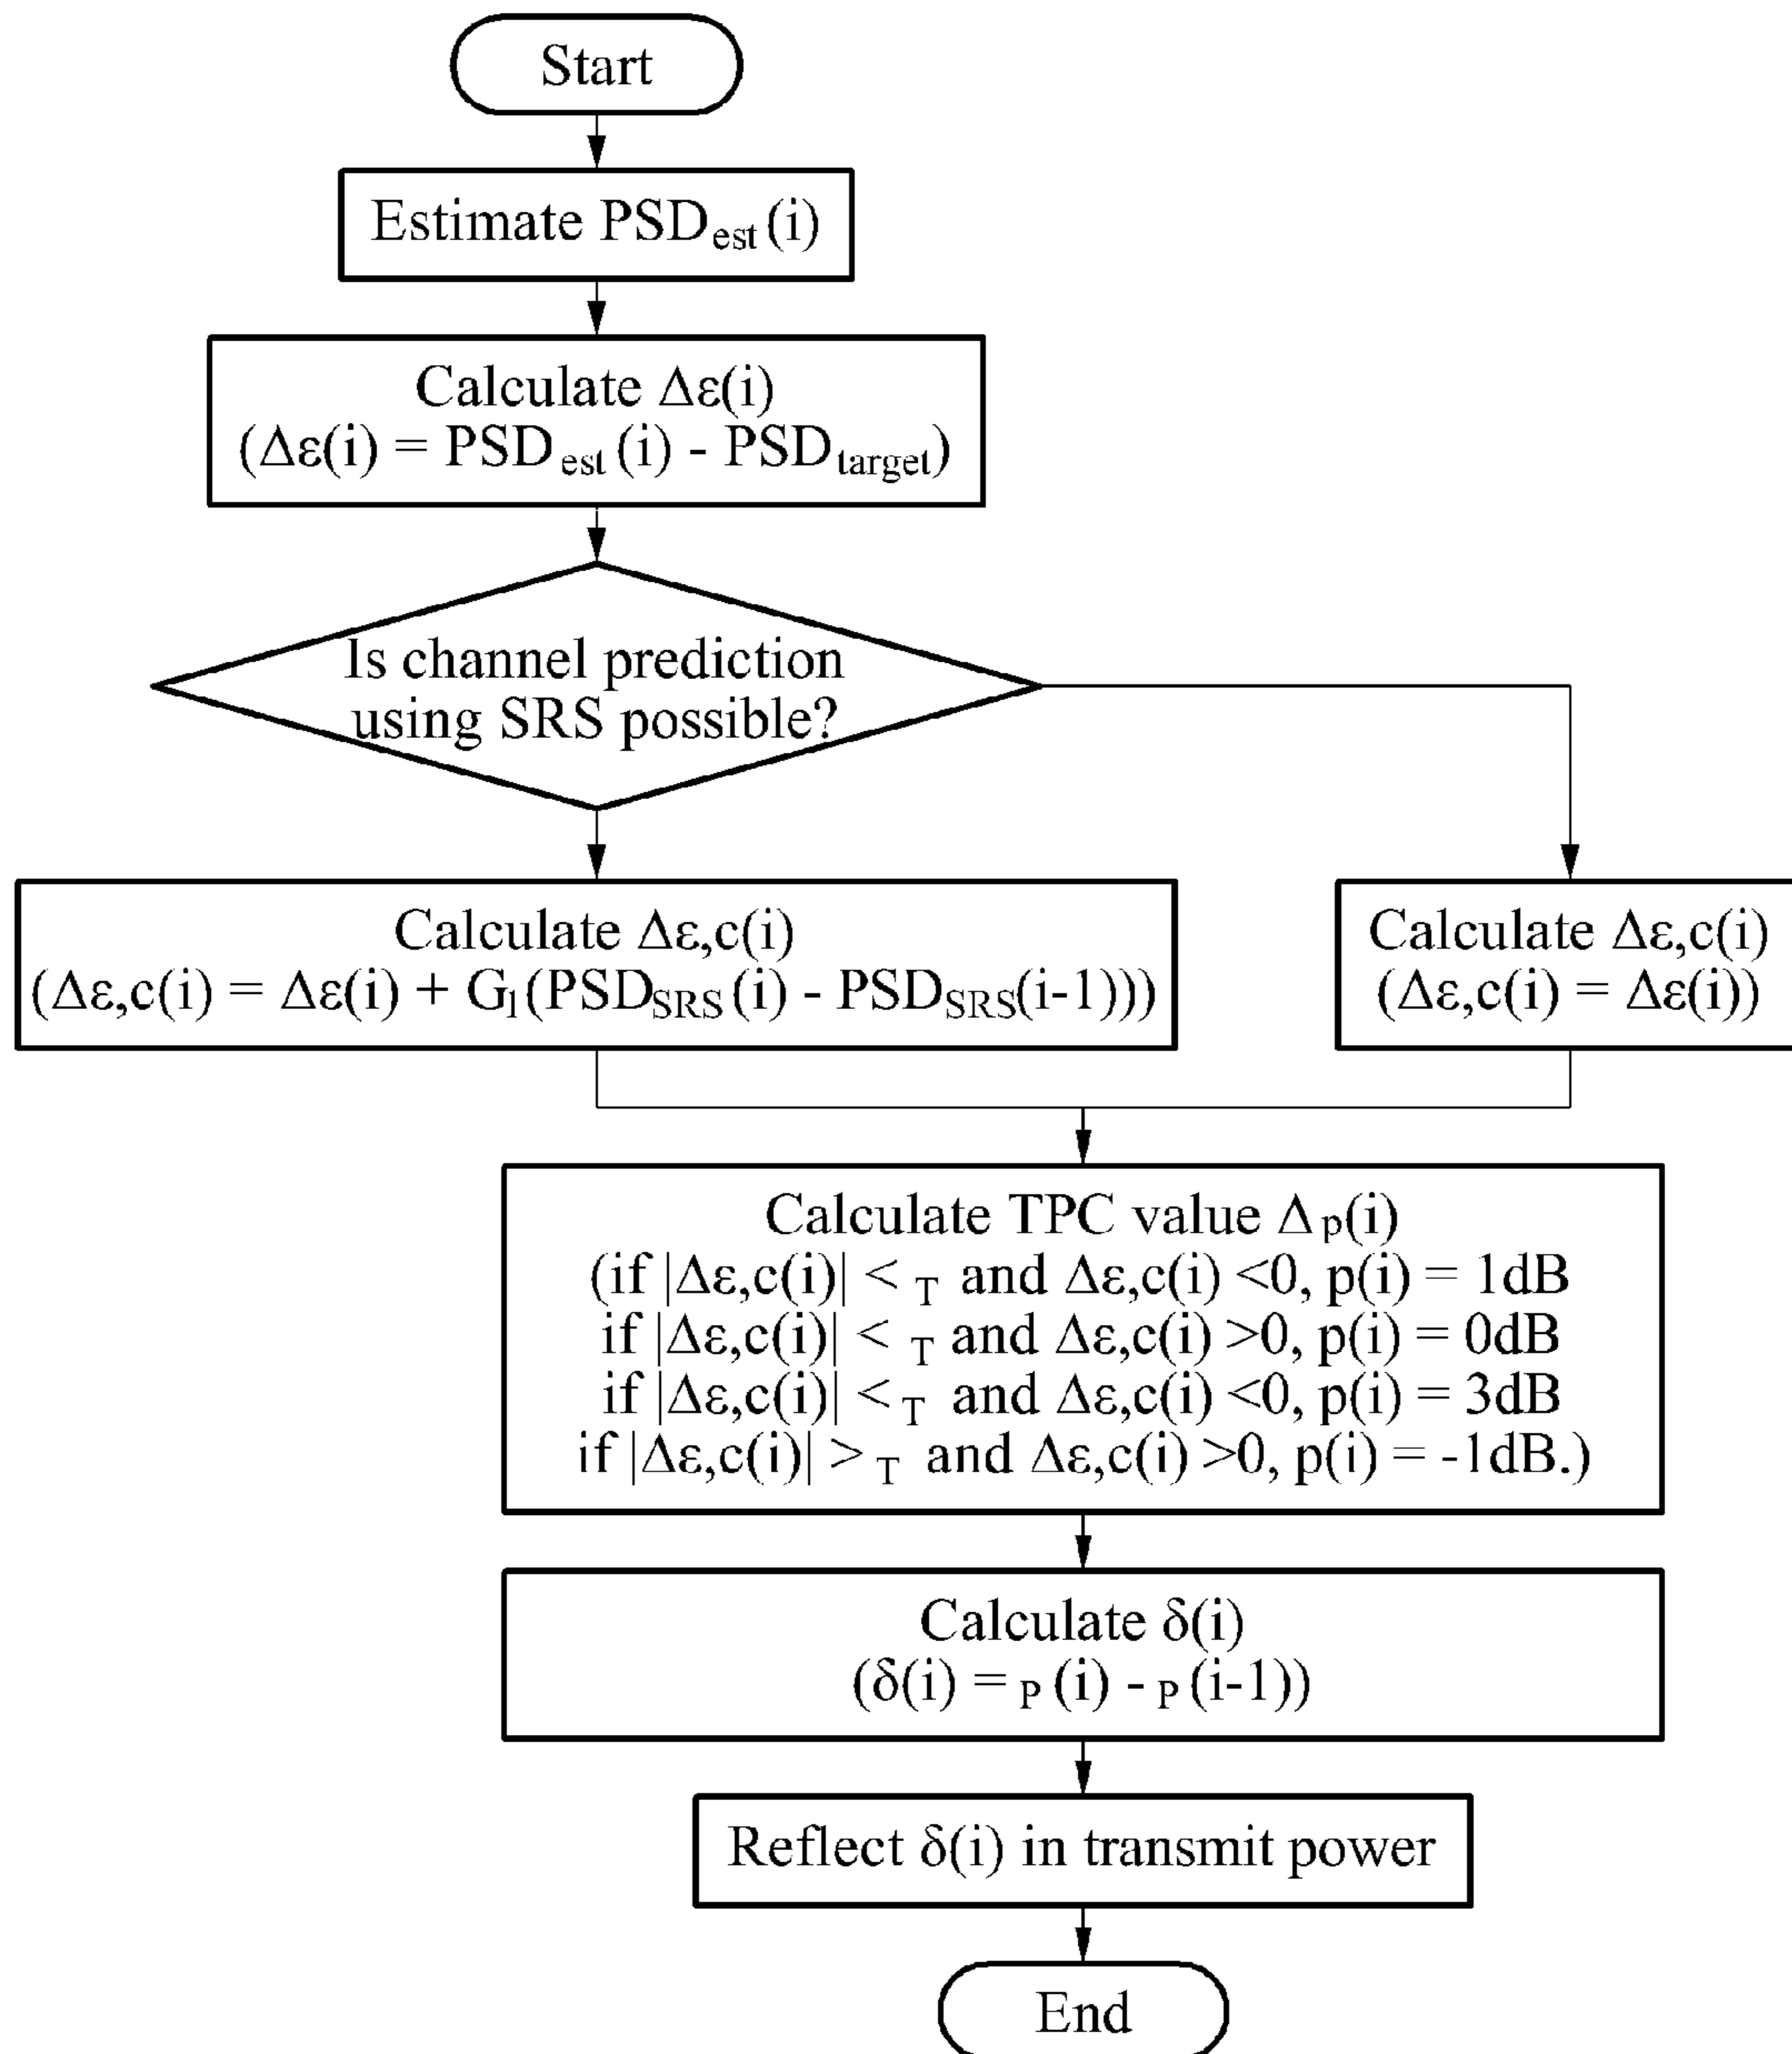 Start
Estimate PSDest (i)
Calculate Δε(i)
(Δε(i) = PSDest (i) - PSDtarget)
Is channel prediction
using SRS possible?
Calculate Δε,c(i)
(Δε,c(i) = Δε(i) + G1(PSDSRS (i) - PSDSRS(i-1)))
Calculate Δε,c(i)
(Δε,c(i) = Δε(i))
Calculate TPC value Δ p(i)
(if |Δε,c(i)| < T and Δε,c(i) <0, p(i) = 1dB
if |Δε,c(i)| < T and Δε,c(i) >0, p(i) = 0dB
if |Δε,c(i)| < T and Δε,c(i) <0, p(i) = 3dB
if |Δε,c(i)| > T and Δε,c(i) >0, p(i) = -1dB.)
Calculate δ(i)
(δ(i) = P (i) - P (i-1))
Reflect δ(i) in transmit power
End